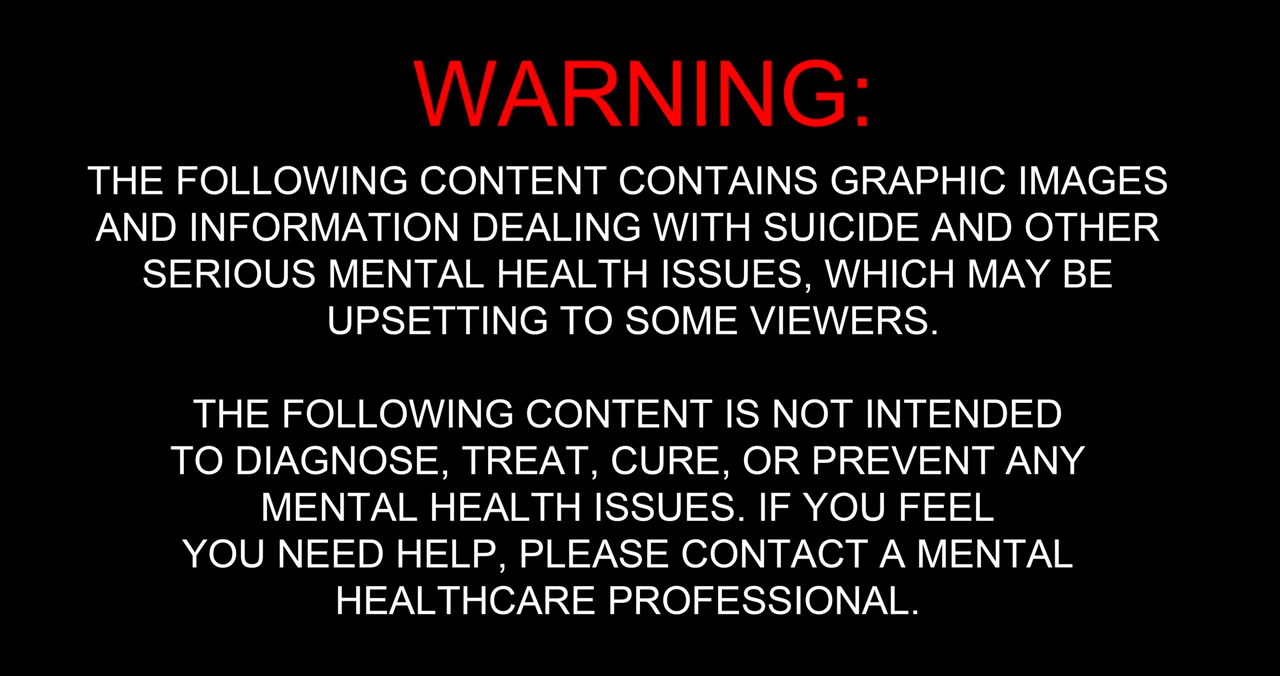 WARNING:
THE FOLLOWING CONTENT CONTAINS GRAPHIC IMAGES
AND INFORMATION DEALING WITH SUICIDE AND OTHER
SERIOUS MENTAL HEALTH ISSUES, WHICH MAY BE
UPSETTING TO SOME VIEWERS.
THE FOLLOWING CONTENT IS NOT INTENDED
TO DIAGNOSE, TREAT, CURE, OR PREVENT ANY
MENTAL HEALTH ISSUES. IF YOU FEEL
YOU NEED HELP, PLEASE CONTACT A MENTAL
HEALTHCARE PROFESSIONAL.